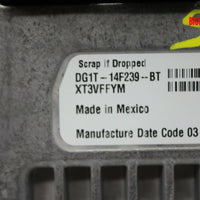 Scrap if Dropped
DG1T-14F239--BT
XT3VFFYM
Made in Mexico
Manufacture Date Code 03